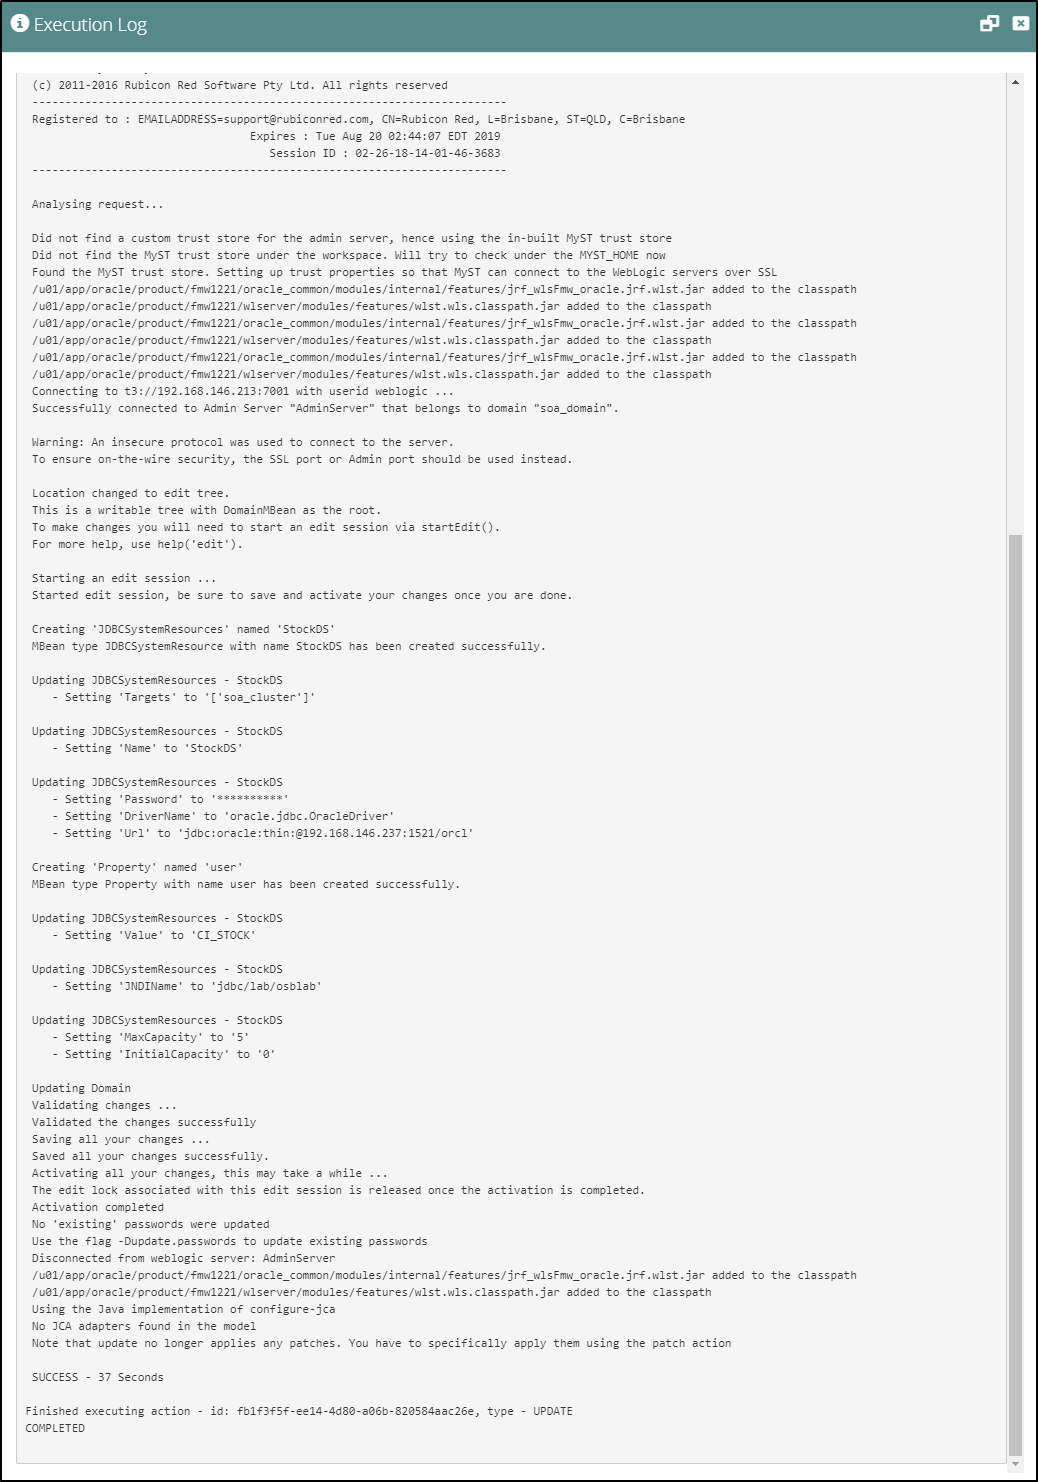 Execution Log
(c) 2011-2016 Rubicon Red Software Pty Ltd. All rights reserved
------------------------------------------------------------------------
Registered to : EMAILADDRESS=support@rubiconred.com, CN=Rubicon Red, L=Brisbane, ST=QLD, C=Brisbane
Expires : Tue Aug 20 02:44:07 EDT 2019
Session ID : 02-26-18-14-01-46-3683
------------------------------------------------------------------------
Analysing request...
Did not find a custom trust store for the admin server, hence using the in-built MyST trust store
Did not find the MyST trust store under the workspace. Will try to check under the MYST_HOME now
Found the MyST trust store. Setting up trust properties so that MyST can connect to the WebLogic servers over SSL
/u01/app/oracle/product/fmw1221/oracle_common/modules/internal/features/jrf_wlsFmw_oracle.jrf.wlst.jar added to the classpath
/u01/app/oracle/product/fmw1221/wlserver/modules/features/wlst.wls.classpath.jar added to the classpath
/u01/app/oracle/product/fmw1221/oracle_common/modules/internal/features/jrf_wlsFmw_oracle.jrf.wlst.jar added to the classpath
/u01/app/oracle/product/fmw1221/wlserver/modules/features/wlst.wls.classpath.jar added to the classpath
/u01/app/oracle/product/fmw1221/oracle_common/modules/internal/features/jrf_wlsFmw_oracle.jrf.wlst.jar added to the classpath
/u01/app/oracle/product/fmw1221/wlserver/modules/features/wlst.wls.classpath.jar added to the classpath
Connecting to t3://192.168.146.213:7001 with userid weblogic ...
Successfully connected to Admin Server "AdminServer" that belongs to domain "soa_domain".
Warning: An insecure protocol was used to connect to the server.
To ensure on-the-wire security, the SSL port or Admin port should be used instead.
Location changed to edit tree.
This is a writable tree with DomainMBean as the root.
To make changes you will need to start an edit session via startEdit().
For more help, use help('edit').
Starting an edit session ...
Started edit session, be sure to save and activate your changes once you are done.
Creating 'JDBCSystemResources' named 'StockDS'
MBean type JDBCSystemResource with name StockDS has been created successfully.
Updating JDBCSystemResources - StockDS
- Setting 'Targets' to '['soa_cluster']'
Updating JDBCSystemResources - StockDS
- Setting 'Name' to 'StockDS'
Updating JDBCSystemResources - StockDS
- Setting 'Password' to '**********'
- Setting 'DriverName' to 'oracle.jdbc.OracleDriver'
- Setting 'Url' to 'jdbc:oracle:thin:@192.168.146.237:1521/orcl'
Creating 'Property' named 'user'
MBean type Property with name user has been created successfully.
Updating JDBCSystemResources - StockDS
- Setting 'Value' to 'CI_STOCK'
Updating JDBCSystemResources - StockDS
- Setting 'JNDIName' to 'jdbc/lab/osblab'
Updating JDBCSystemResources - StockDS
- Setting 'MaxCapacity' to '5'
- Setting 'InitialCapacity' to '0'
Updating Domain
Validating changes ...
Validated the changes successfully
Saving all your changes ...
Saved all your changes successfully.
Activating all your changes, this may take a while ...
The edit lock associated with this edit session is released once the activation is completed.
Activation completed
No 'existing' passwords were updated
Use the flag -Dupdate.passwords to update existing passwords
Disconnected from weblogic server: AdminServer
/u01/app/oracle/product/fmw1221/oracle_common/modules/internal/features/jrf_wlsFmw_oracle.jrf.wlst.jar added to the classpath
/u01/app/oracle/product/fmw1221/wlserver/modules/features/wlst.wls.classpath.jar added to the classpath
Using the Java implementation of configure-jca
No JCA adapters found in the model
Note that update no longer applies any patches. You have to specifically apply them using the patch action
SUCCESS - 37 Seconds
Finished executing action - id: fb1f3f5f-ee14-4d80-a06b-820584aac26e, type - UPDATE
COMPLETED